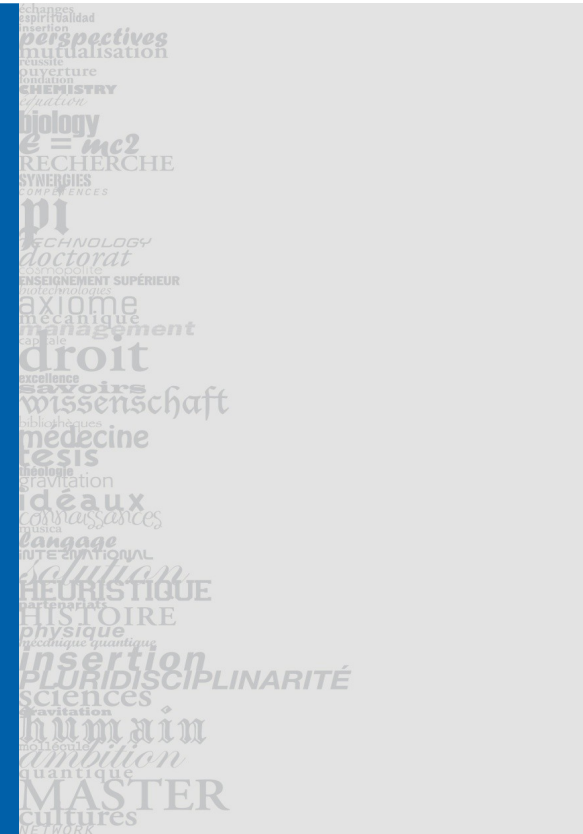 échanges
espiritualidad
insertion
perspectives
mutualisation
réussite
ouverture
fondation
CHEMISTRY
equation
biology
e = mc2
RECHERCHE
SYNERGIES
COMPÉTENCES
pi
TECHNOLOGY
doctorat
cosmopolite
ENSEIGNEMENT SUPÉRIEUR
biotechnologies
axiome
mécanique
management
capitale
droit
excellence
savoirs
wissenschaft
bibliothèques
médecine
tesis
théologie
gravitation
idéaux
connaissances
musica
langage
INTERNATIONAL
solution
HEURISTIQUE
partenariats
HISTOIRE
physique
mécanique quantique
insertion
PLURIDISCIPLINARITÉ
sciences
gravitation
humain
molécule
ambition
quantique
MASTER
cultures
NETWORK